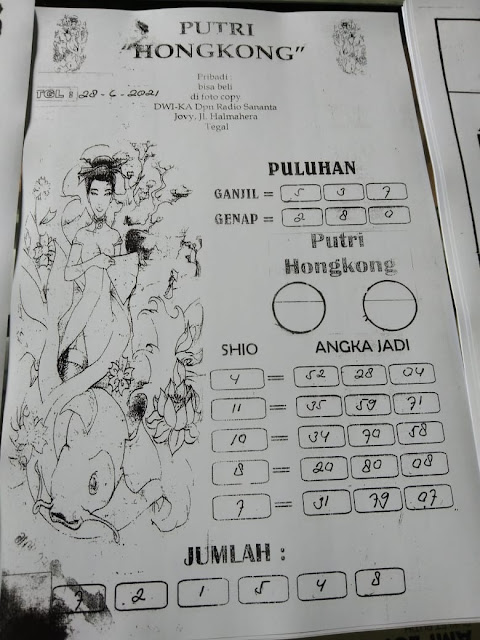 PUTRI
"HONGKONG"
Pribadi :
bisa beli
di foto copy
DWI-KA Dpn Radio Sananta
Jovy, Jl. Halmahera
Tegal
TGL : 28-6-2021
PULUHAN
GANJIL = 5 3 7
GENAP = 2 8 0
Putri
Hongkong
SHIO ANGKA JADI
4 = 52 28 04
11 = 35 59 71
10 = 34 70 58
8 = 20 80 08
7 = 31 79 07
JUMLAH :
7 2 1 5 4 8